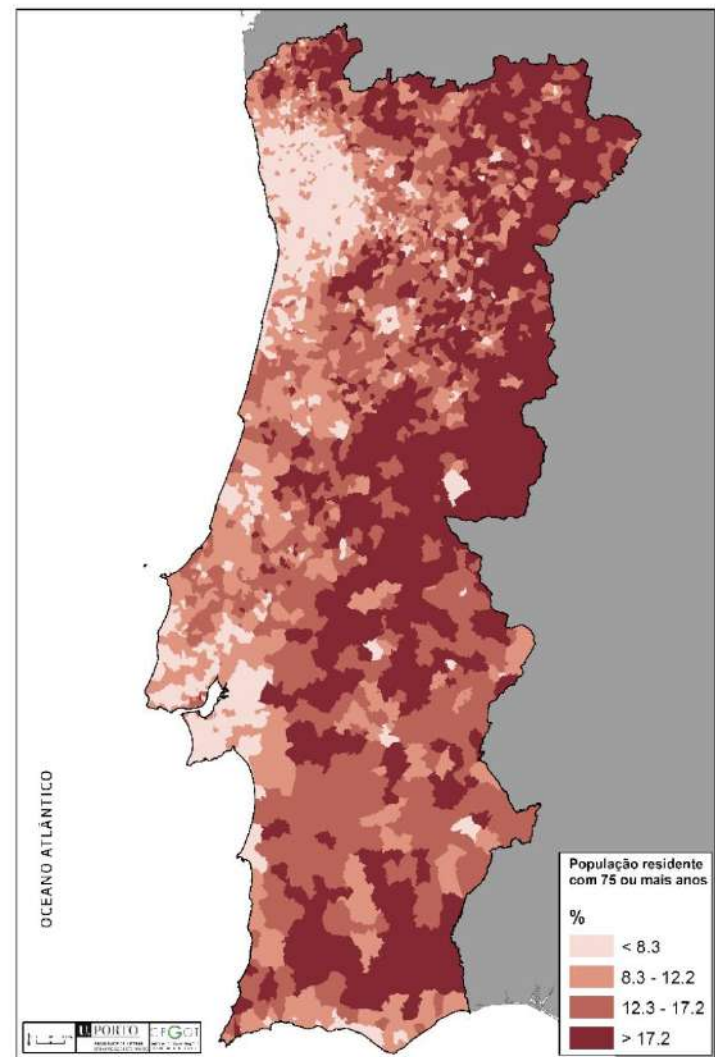 OCEANO ATLÂNTICO
População residente
com 75 ou mais anos
%
< 8.3
8.3 - 12.2
12.3 - 17.2
> 17.2
U. PORTO
CEGOT